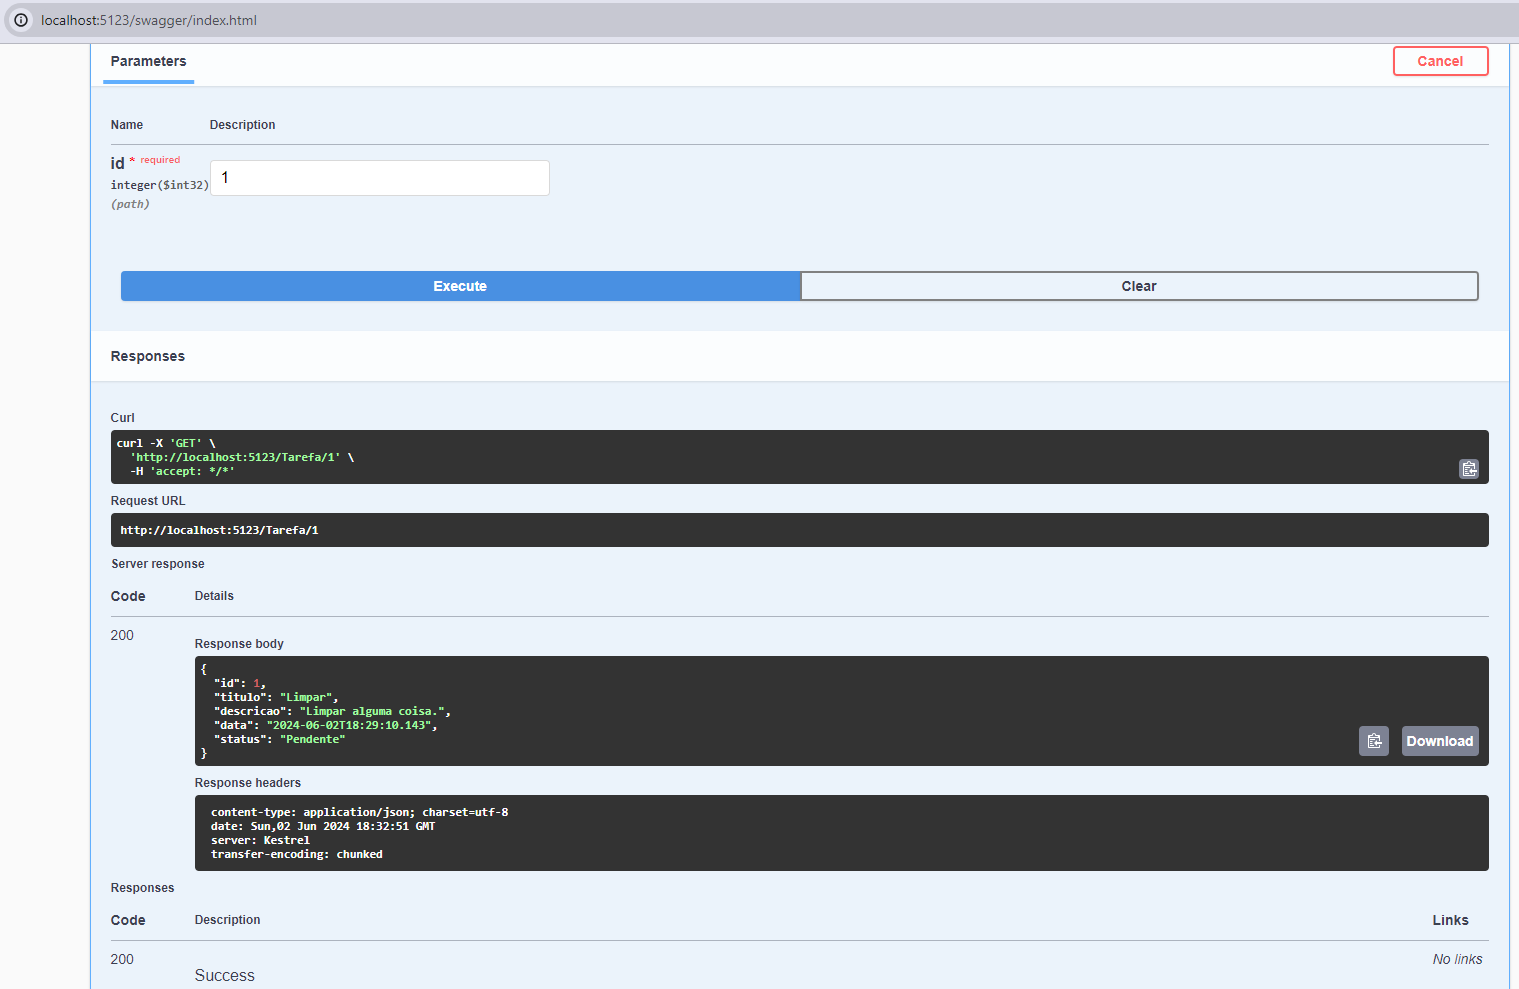 localhost:5123/swagger/index.html
Parameters
Cancel
Name Description
id * required
integer($int32)
(path)
1
Execute Clear
Responses
Curl
curl -X 'GET' \
'http://localhost:5123/Tarefa/1' \
-H 'accept: */*'
Request URL
http://localhost:5123/Tarefa/1
Server response
Code Details
200
Response body
{
"id": 1,
"titulo": "Limpar",
"descricao": "Limpar alguma coisa.",
"data": "2024-06-02T18:29:10.143",
"status": "Pendente"
}
Download
Response headers
content-type: application/json; charset=utf-8
date: Sun,02 Jun 2024 18:32:51 GMT
server: Kestrel
transfer-encoding: chunked
Responses
Code Description Links
200 No links
Success